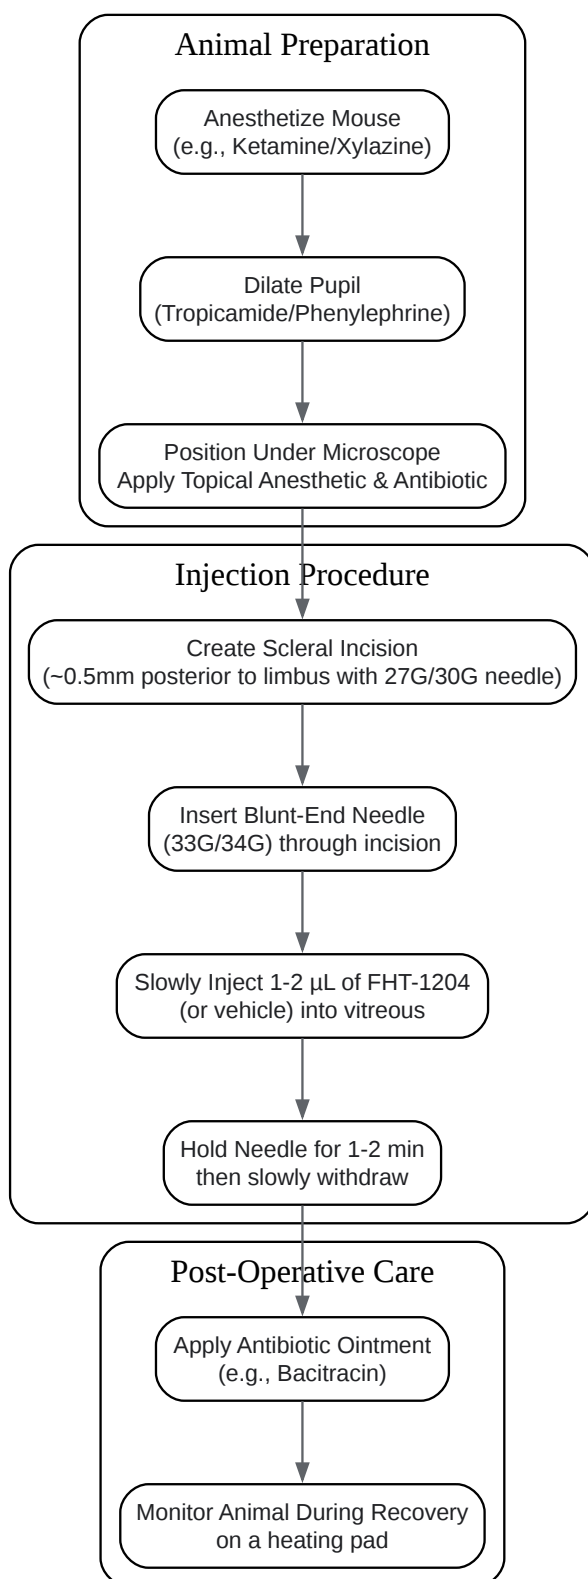 Animal Preparation
Anesthetize Mouse
(e.g., Ketamine/Xylazine)
Dilate Pupil
(Tropicamide/Phenylephrine)
Position Under Microscope
Apply Topical Anesthetic & Antibiotic
Injection Procedure
Create Scleral Incision
(~0.5mm posterior to limbus with 27G/30G needle)
Insert Blunt-End Needle
(33G/34G) through incision
Slowly Inject 1-2 µL of FHT-1204
(or vehicle) into vitreous
Hold Needle for 1-2 min
then slowly withdraw
Post-Operative Care
Apply Antibiotic Ointment
(e.g., Bacitracin)
Monitor Animal During Recovery
on a heating pad